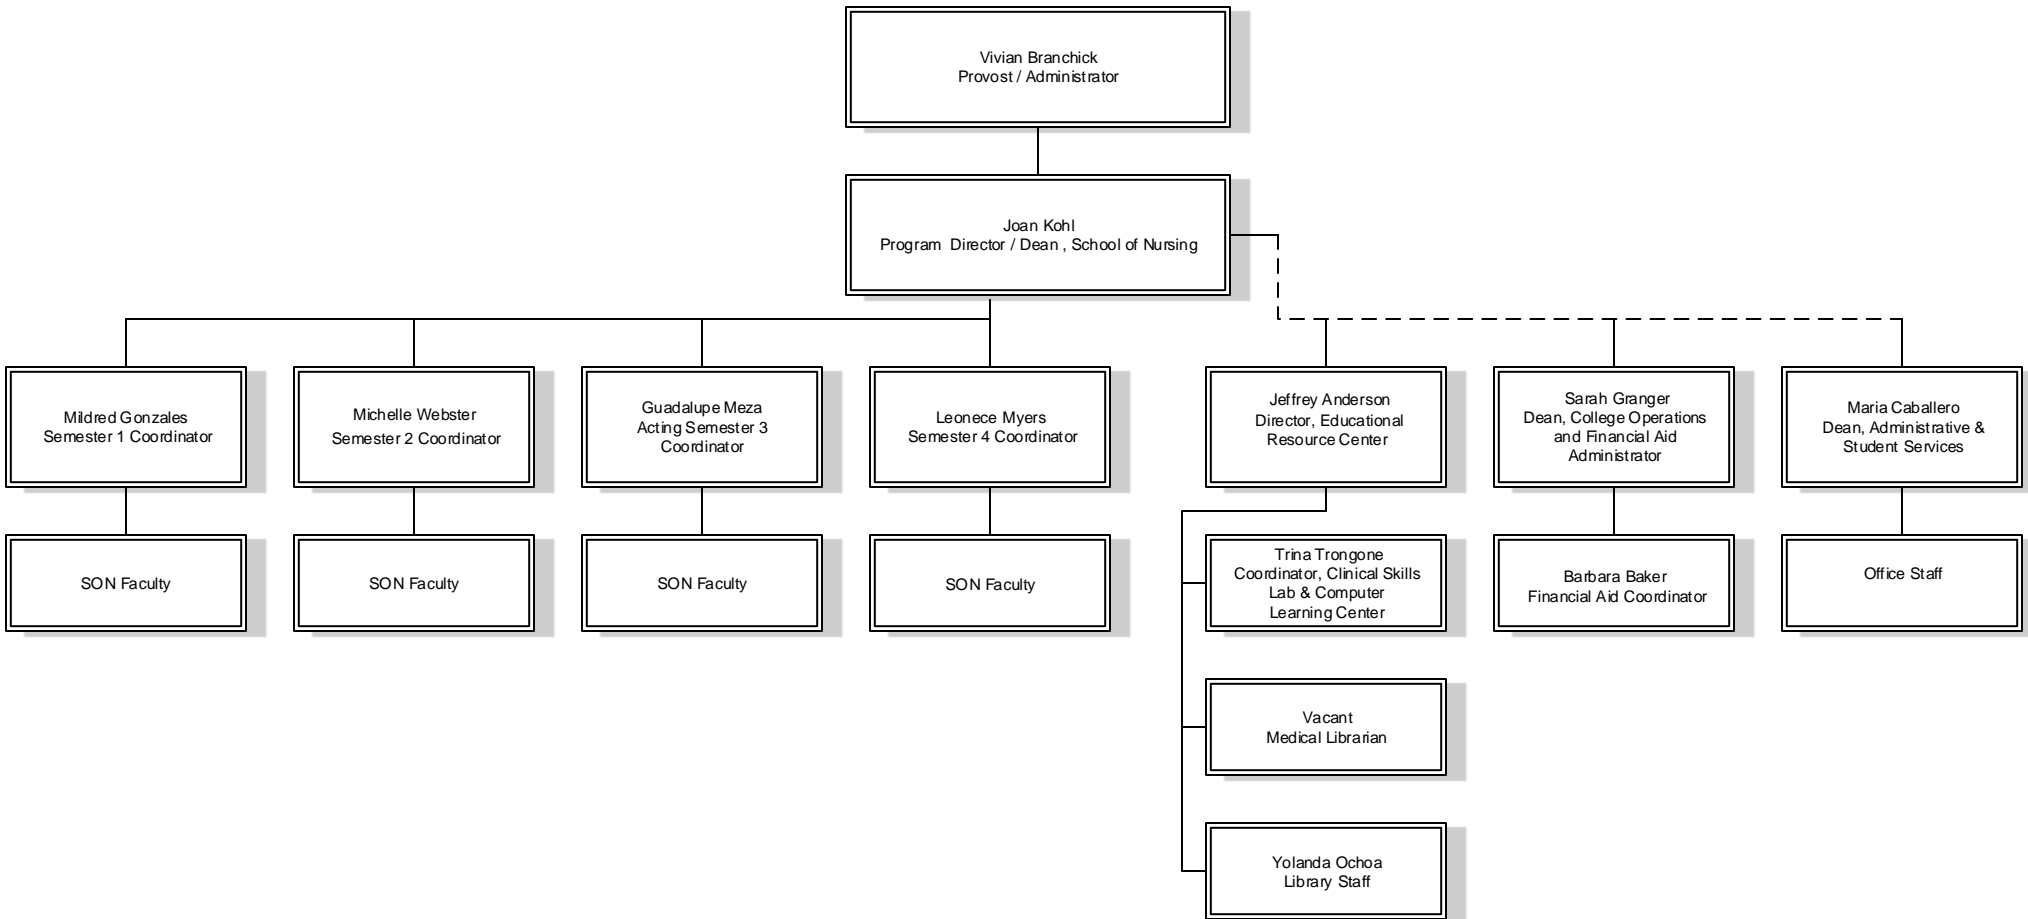 Vivian Branchick
Provost / Administrator
Joan Kohl
Program Director / Dean , School of Nursing
Mildred Gonzales
Semester 1 Coordinator
Michelle Webster
Semester 2 Coordinator
Guadalupe Meza
Acting Semester 3
Coordinator
Leonece Myers
Semester 4 Coordinator
Jeffrey Anderson
Director, Educational
Resource Center
Sarah Granger
Dean, College Operations
and Financial Aid
Administrator
Maria Caballero
Dean, Administrative &
Student Services
SON Faculty
SON Faculty
SON Faculty
SON Faculty
Trina Trongone
Coordinator, Clinical Skills
Lab & Computer
Learning Center
Barbara Baker
Financial Aid Coordinator
Office Staff
Vacant
Medical Librarian
Yolanda Ochoa
Library Staff